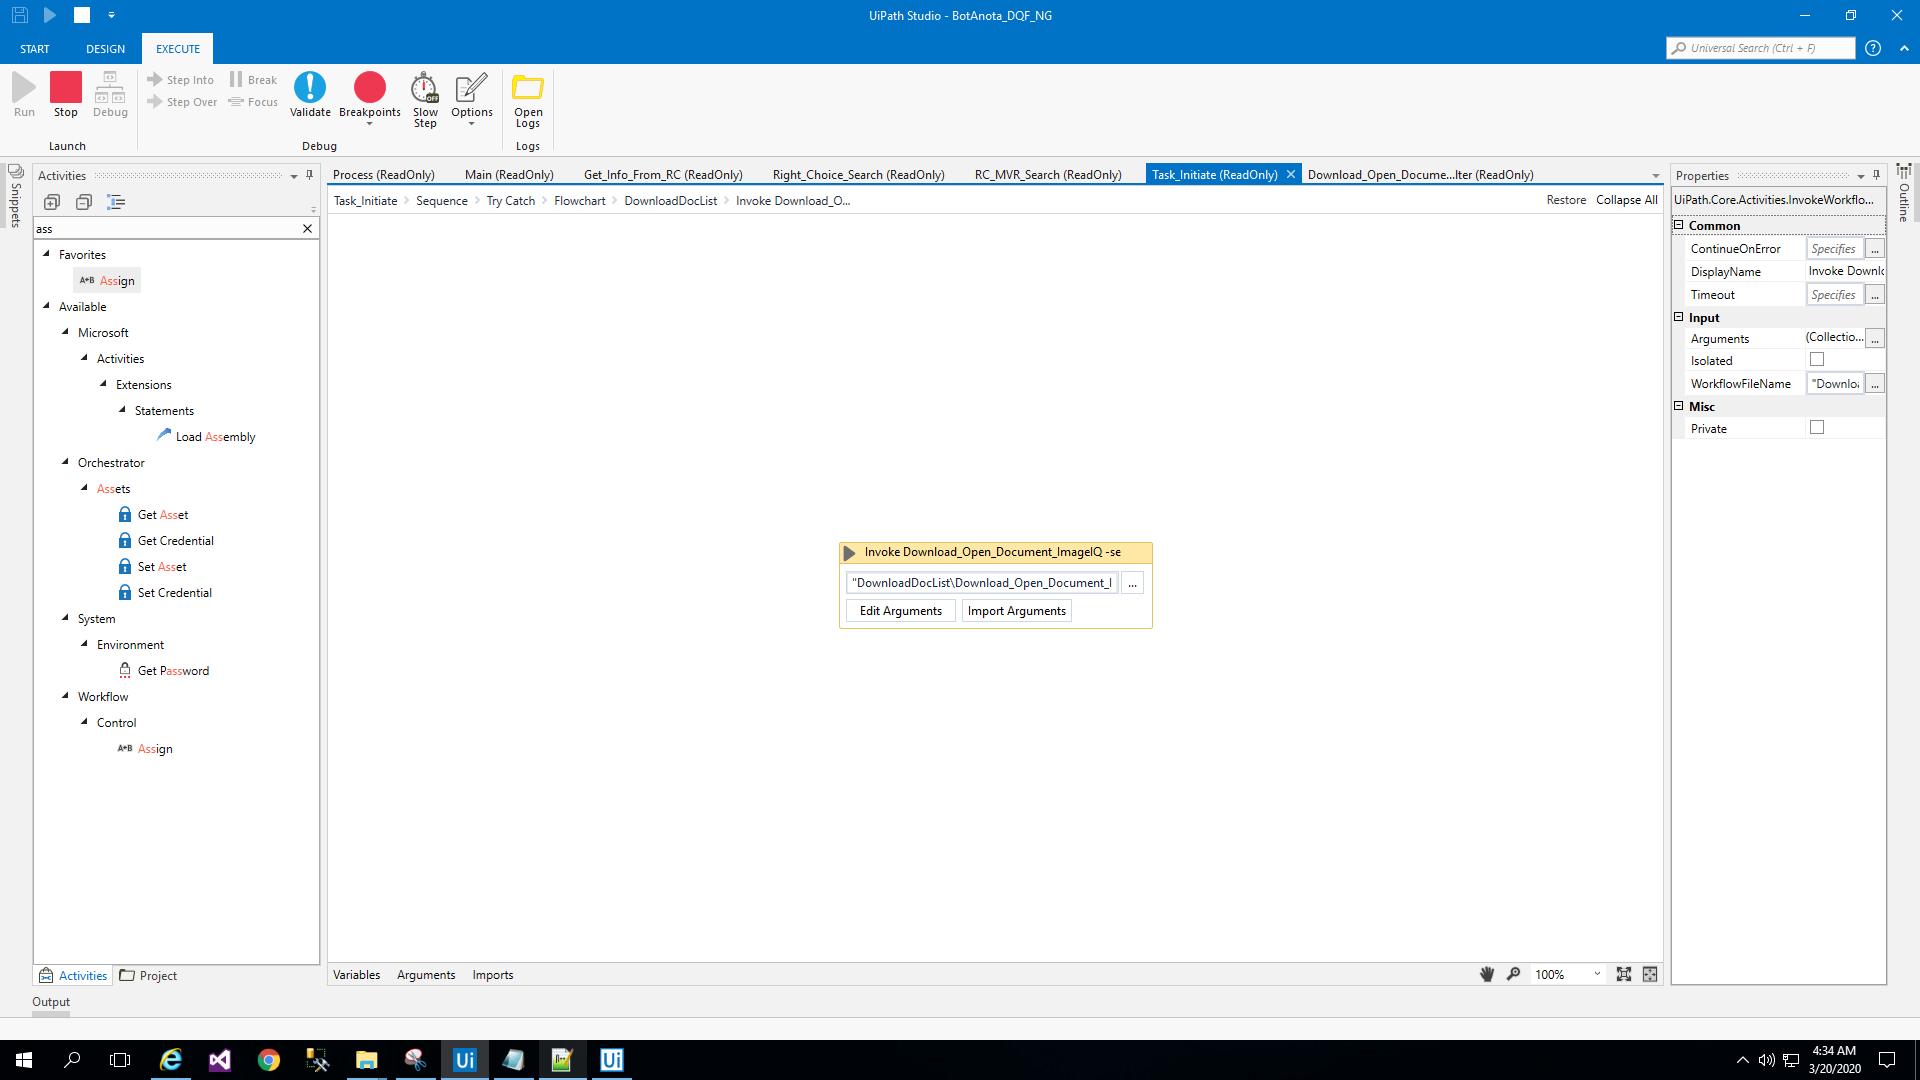 UiPath Studio - BotAnota_DQF_NG
START DESIGN EXECUTE
Universal Search (Ctrl + F)
Run Stop Debug
Step Into Break
Step Over Focus
Validate Breakpoints Slow Step Options Open Logs
Launch Debug Logs
Snippets
Activities
ass
Favorites
A+B Assign
Available
Microsoft
Activities
Extensions
Statements
Load Assembly
Orchestrator
Assets
Get Asset
Get Credential
Set Asset
Set Credential
System
Environment
Get Password
Workflow
Control
A+B Assign
Activities Project
Output
Process (ReadOnly) Main (ReadOnly) Get_Info_From_RC (ReadOnly) Right_Choice_Search (ReadOnly) RC_MVR_Search (ReadOnly) Task_Initiate (ReadOnly) Download_Open_Docume...lter (ReadOnly)
Task_Initiate Sequence Try Catch Flowchart DownloadDocList Invoke Download_O... Restore Collapse All
Invoke Download_Open_Document_ImageIQ -se
"DownloadDocList\Download_Open_Document_I ...
Edit Arguments Import Arguments
Variables Arguments Imports 100%
Properties
UiPath.Core.Activities.InvokeWorkflo...
Common
ContinueOnError Specifies ...
DisplayName Invoke Downlo
Timeout Specifies ...
Input
Arguments (Collectio... ...
Isolated
WorkflowFileName "Downloa ...
Misc
Private
Outline
Ui Ui
4:34 AM
3/20/2020